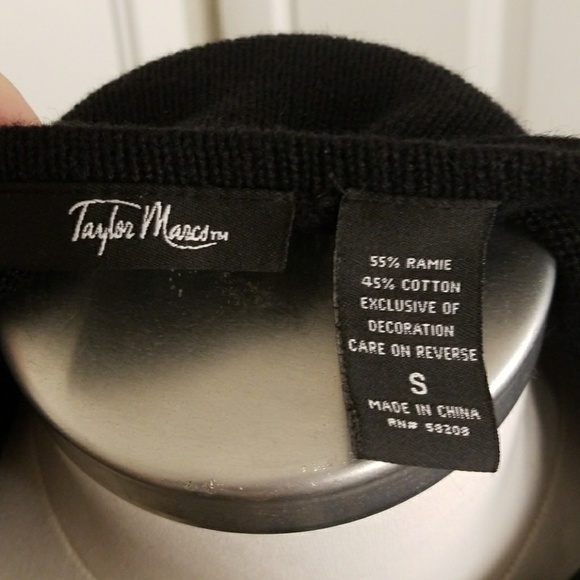 Taylor Marcs™
55% RAMIE
45% COTTON
EXCLUSIVE OF
DECORATION
CARE ON REVERSE
S
MADE IN CHINA
RN# 58208